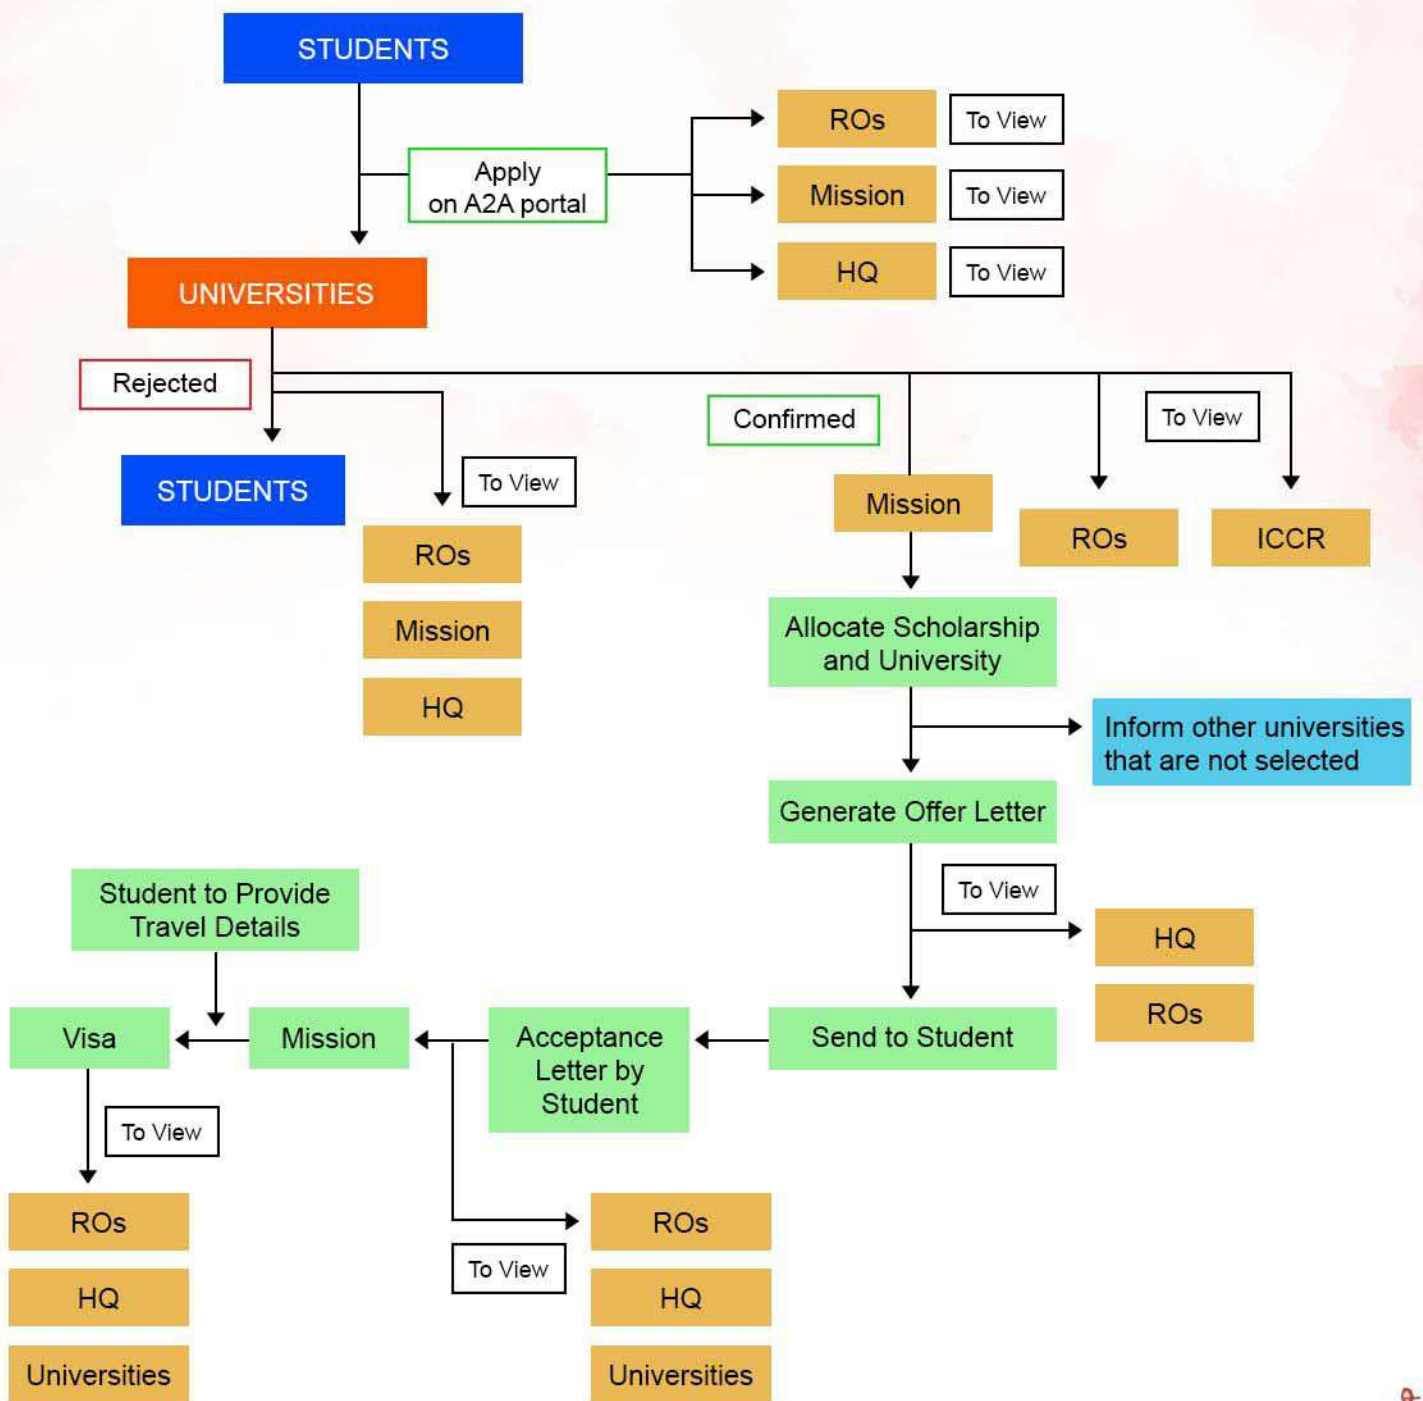 STUDENTS
Apply
on A2A portal
ROs
To View
Mission
To View
HQ
To View
UNIVERSITIES
Rejected
STUDENTS
To View
ROs
Mission
HQ
Confirmed
To View
Mission
ROs
ICCR
Allocate Scholarship
and University
Inform other universities
that are not selected
Generate Offer Letter
To View
HQ
ROs
Student to Provide
Travel Details
Visa
Mission
Acceptance
Letter by
Student
Send to Student
To View
ROs
HQ
Universities
To View
ROs
HQ
Universities